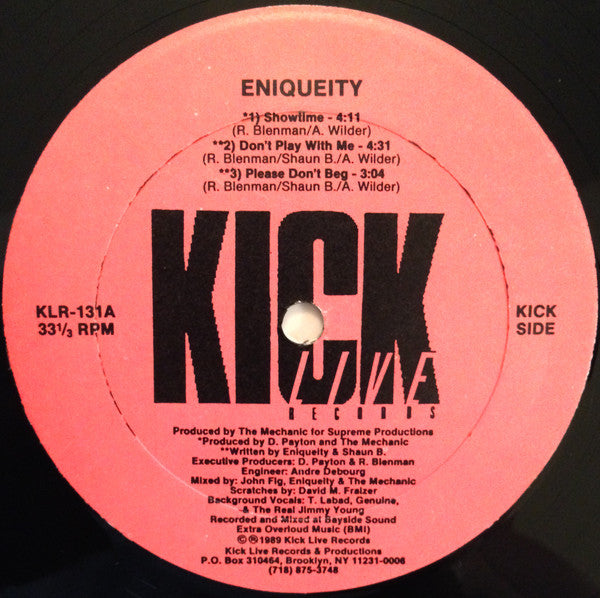 ENIQUEITY
*1) Showtime - 4:11
(R. Blenman/A. Wilder)
**2) Don't Play With Me - 4:31
(R. Blenman/Shaun B./A. Wilder)
**3) Please Don't Beg - 3:04
(R. Blenman/Shaun B./A. Wilder)
KICK
LIVE
RECORDS
KLR-131A
33 1/3 RPM
KICK
SIDE
Produced by The Mechanic for Supreme Productions
*Produced by D. Payton and The Mechanic
**Written by Eniqueity & Shaun B.
Executive Producers: D. Payton & R. Blenman
Engineer: Andre Debourg
Mixed by: John Fig, Eniqueity & The Mechanic
Scratches by: David M. Fraizer
Background Vocals: T. Labad, Genuine,
& The Real Jimmy Young
Recorded and Mixed at Bayside Sound
Extra Overloud Music (BMI)
©℗1989 Kick Live Records
Kick Live Records & Productions
P.O. Box 310464, Brooklyn, NY 11231-0006
(718) 875-3748